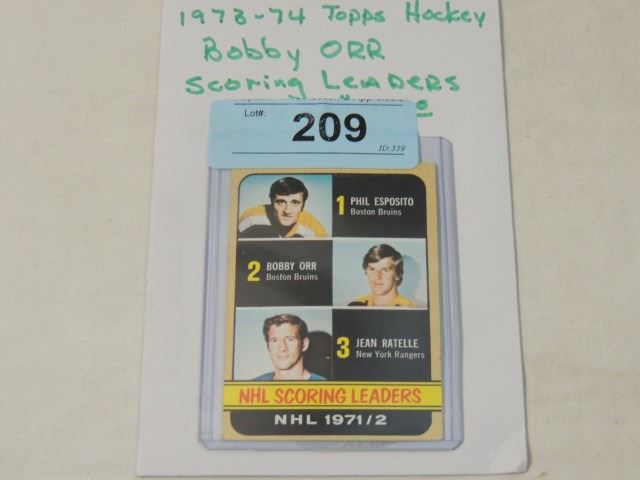 1973-74 Topps Hockey
Bobby ORR
Scoring LEADERS
Lot#:
209
ID:339
1 PHIL ESPOSITO
Boston Bruins
2 BOBBY ORR
Boston Bruins
3 JEAN RATELLE
New York Rangers
NHL SCORING LEADERS
NHL 1971/2